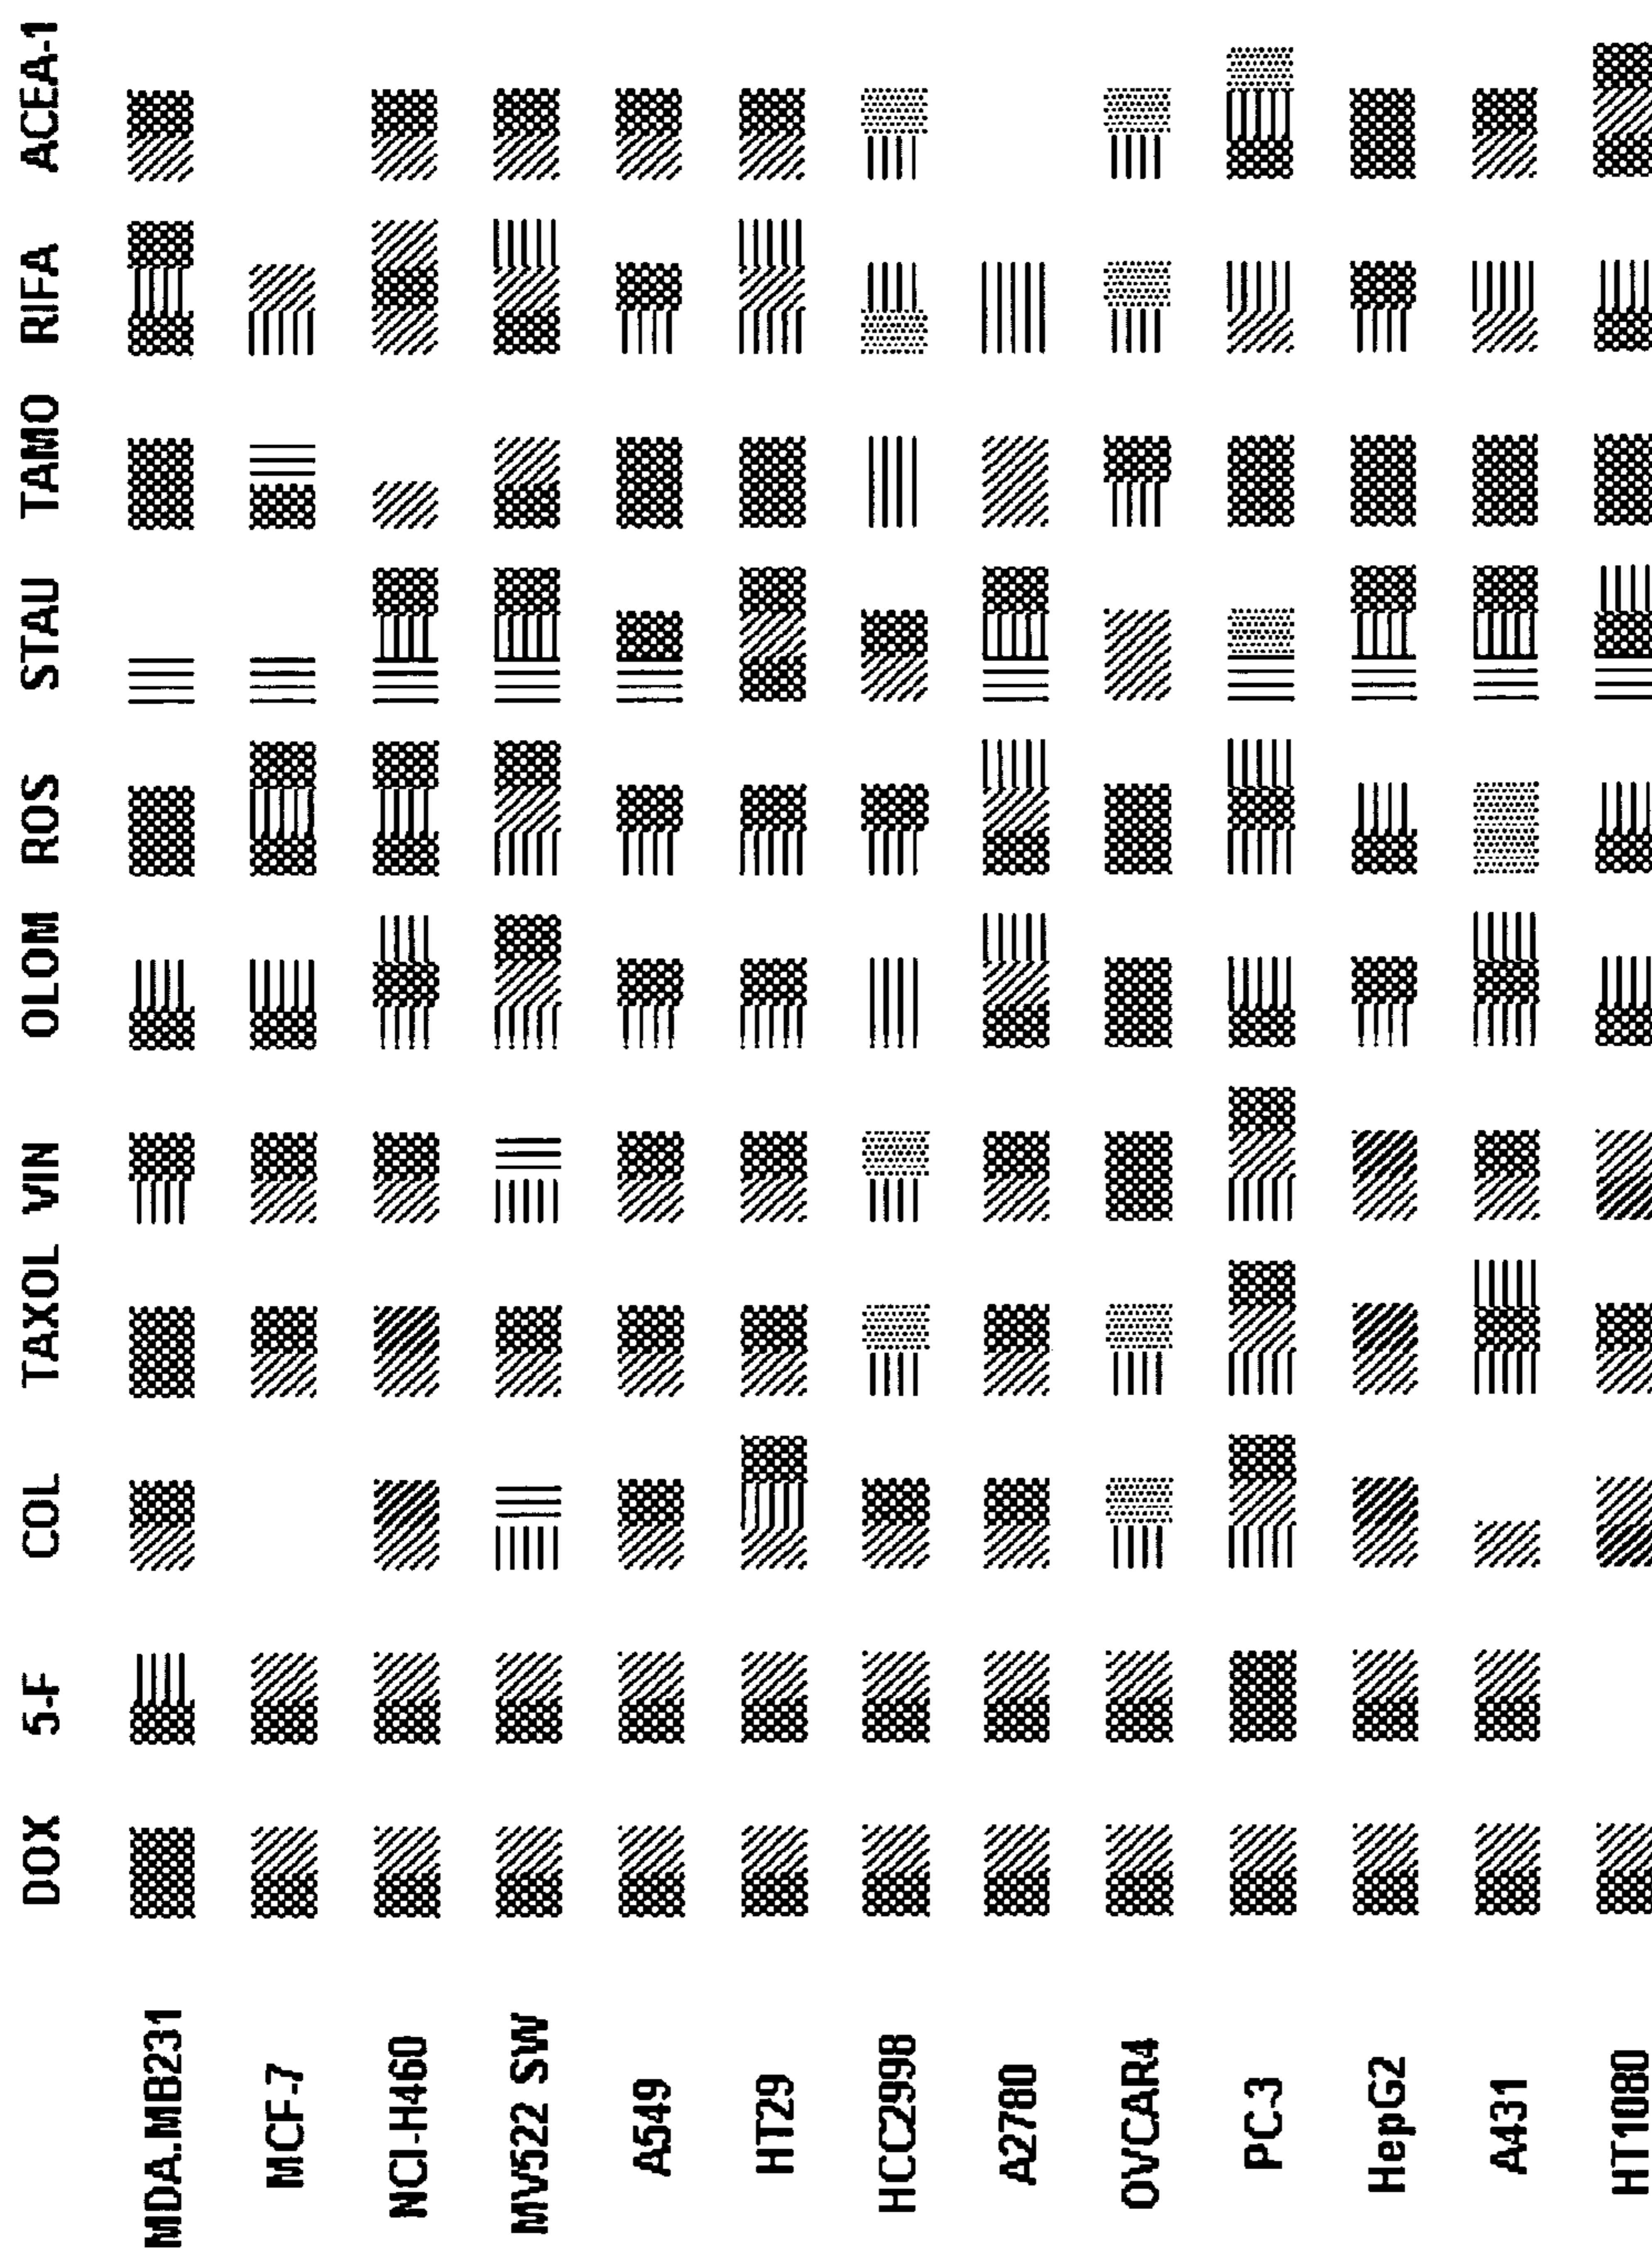 DOX 5-F COL TAXOL VIN OLOM ROS STAU TAMO RIFA ACEA-1
MDA.MB231
MCF-7
NCI-H460
MV522 SW
A549
HT29
HCC2998
A2780
OVCAR4
PC-3
HepG2
A431
HT1080